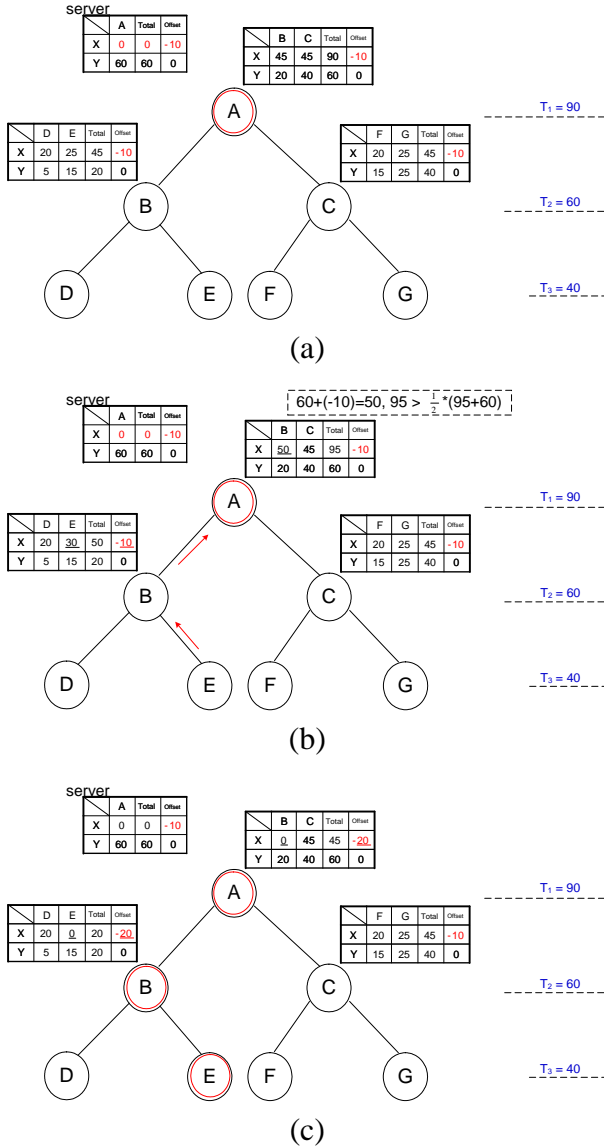 server
A Total Offset
X 0 0 -10
Y 60 60 0
B C Total Offset
X 45 45 90 -10
Y 20 40 60 0
A
T1 = 90
D E Total Offset
X 20 25 45 -10
Y 5 15 20 0
F G Total Offset
X 20 25 45 -10
Y 15 25 40 0
B
C
T2 = 60
D
E
F
G
T3 = 40
(a)
60+(-10)=50, 95 > 1/2 *(95+60)
server
A Total Offset
X 0 0 -10
Y 60 60 0
B C Total Offset
X 50 45 95 -10
Y 20 40 60 0
A
T1 = 90
D E Total Offset
X 20 30 50 -10
Y 5 15 20 0
F G Total Offset
X 20 25 45 -10
Y 15 25 40 0
B
C
T2 = 60
D
E
F
G
T3 = 40
(b)
server
A Total Offset
X 0 0 -10
Y 60 60 0
B C Total Offset
X 0 45 45 -20
Y 20 40 60 0
A
T1 = 90
D E Total Offset
X 20 0 20 -20
Y 5 15 20 0
F G Total Offset
X 20 25 45 -10
Y 15 25 40 0
B
C
T2 = 60
D
E
F
G
T3 = 40
(c)